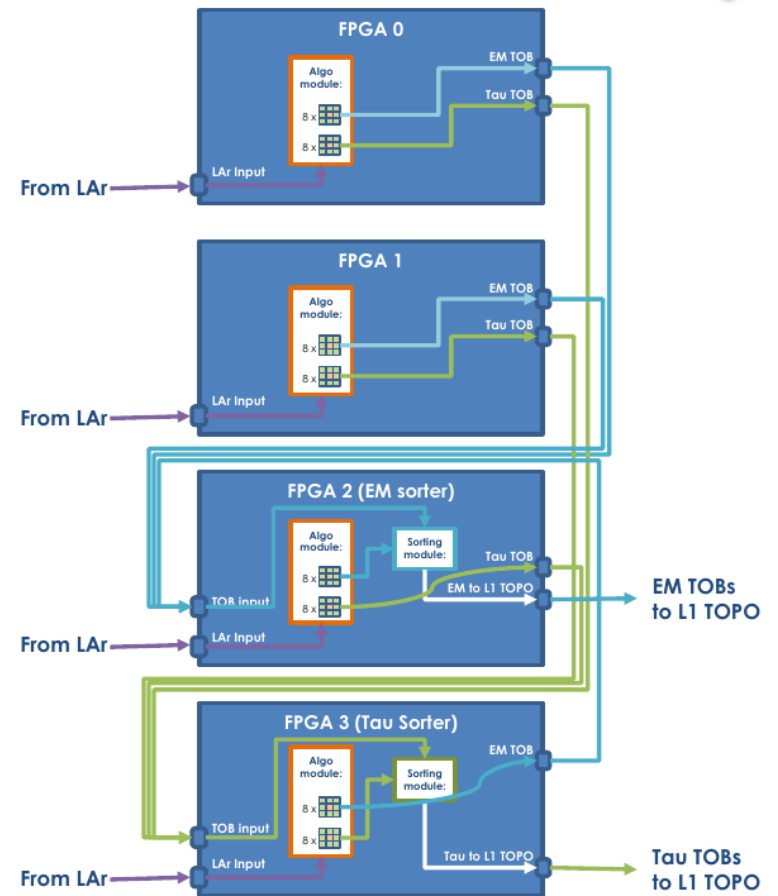 FPGA 0
Algo
module:
8 x
8 x
EM TOB
Tau TOB
LAr Input
From LAr
FPGA 1
Algo
module:
8 x
8 x
EM TOB
Tau TOB
LAr Input
From LAr
FPGA 2 (EM sorter)
Algo
module:
8 x
8 x
Sorting
module:
Tau TOB
EM to L1 TOPO
TOB input
LAr Input
From LAr
EM TOBs
to L1 TOPO
FPGA 3 (Tau Sorter)
Algo
module:
8 x
8 x
Sorting
module:
EM TOB
TOB input
Tau to L1 TOPO
LAr Input
From LAr
Tau TOBs
to L1 TOPO